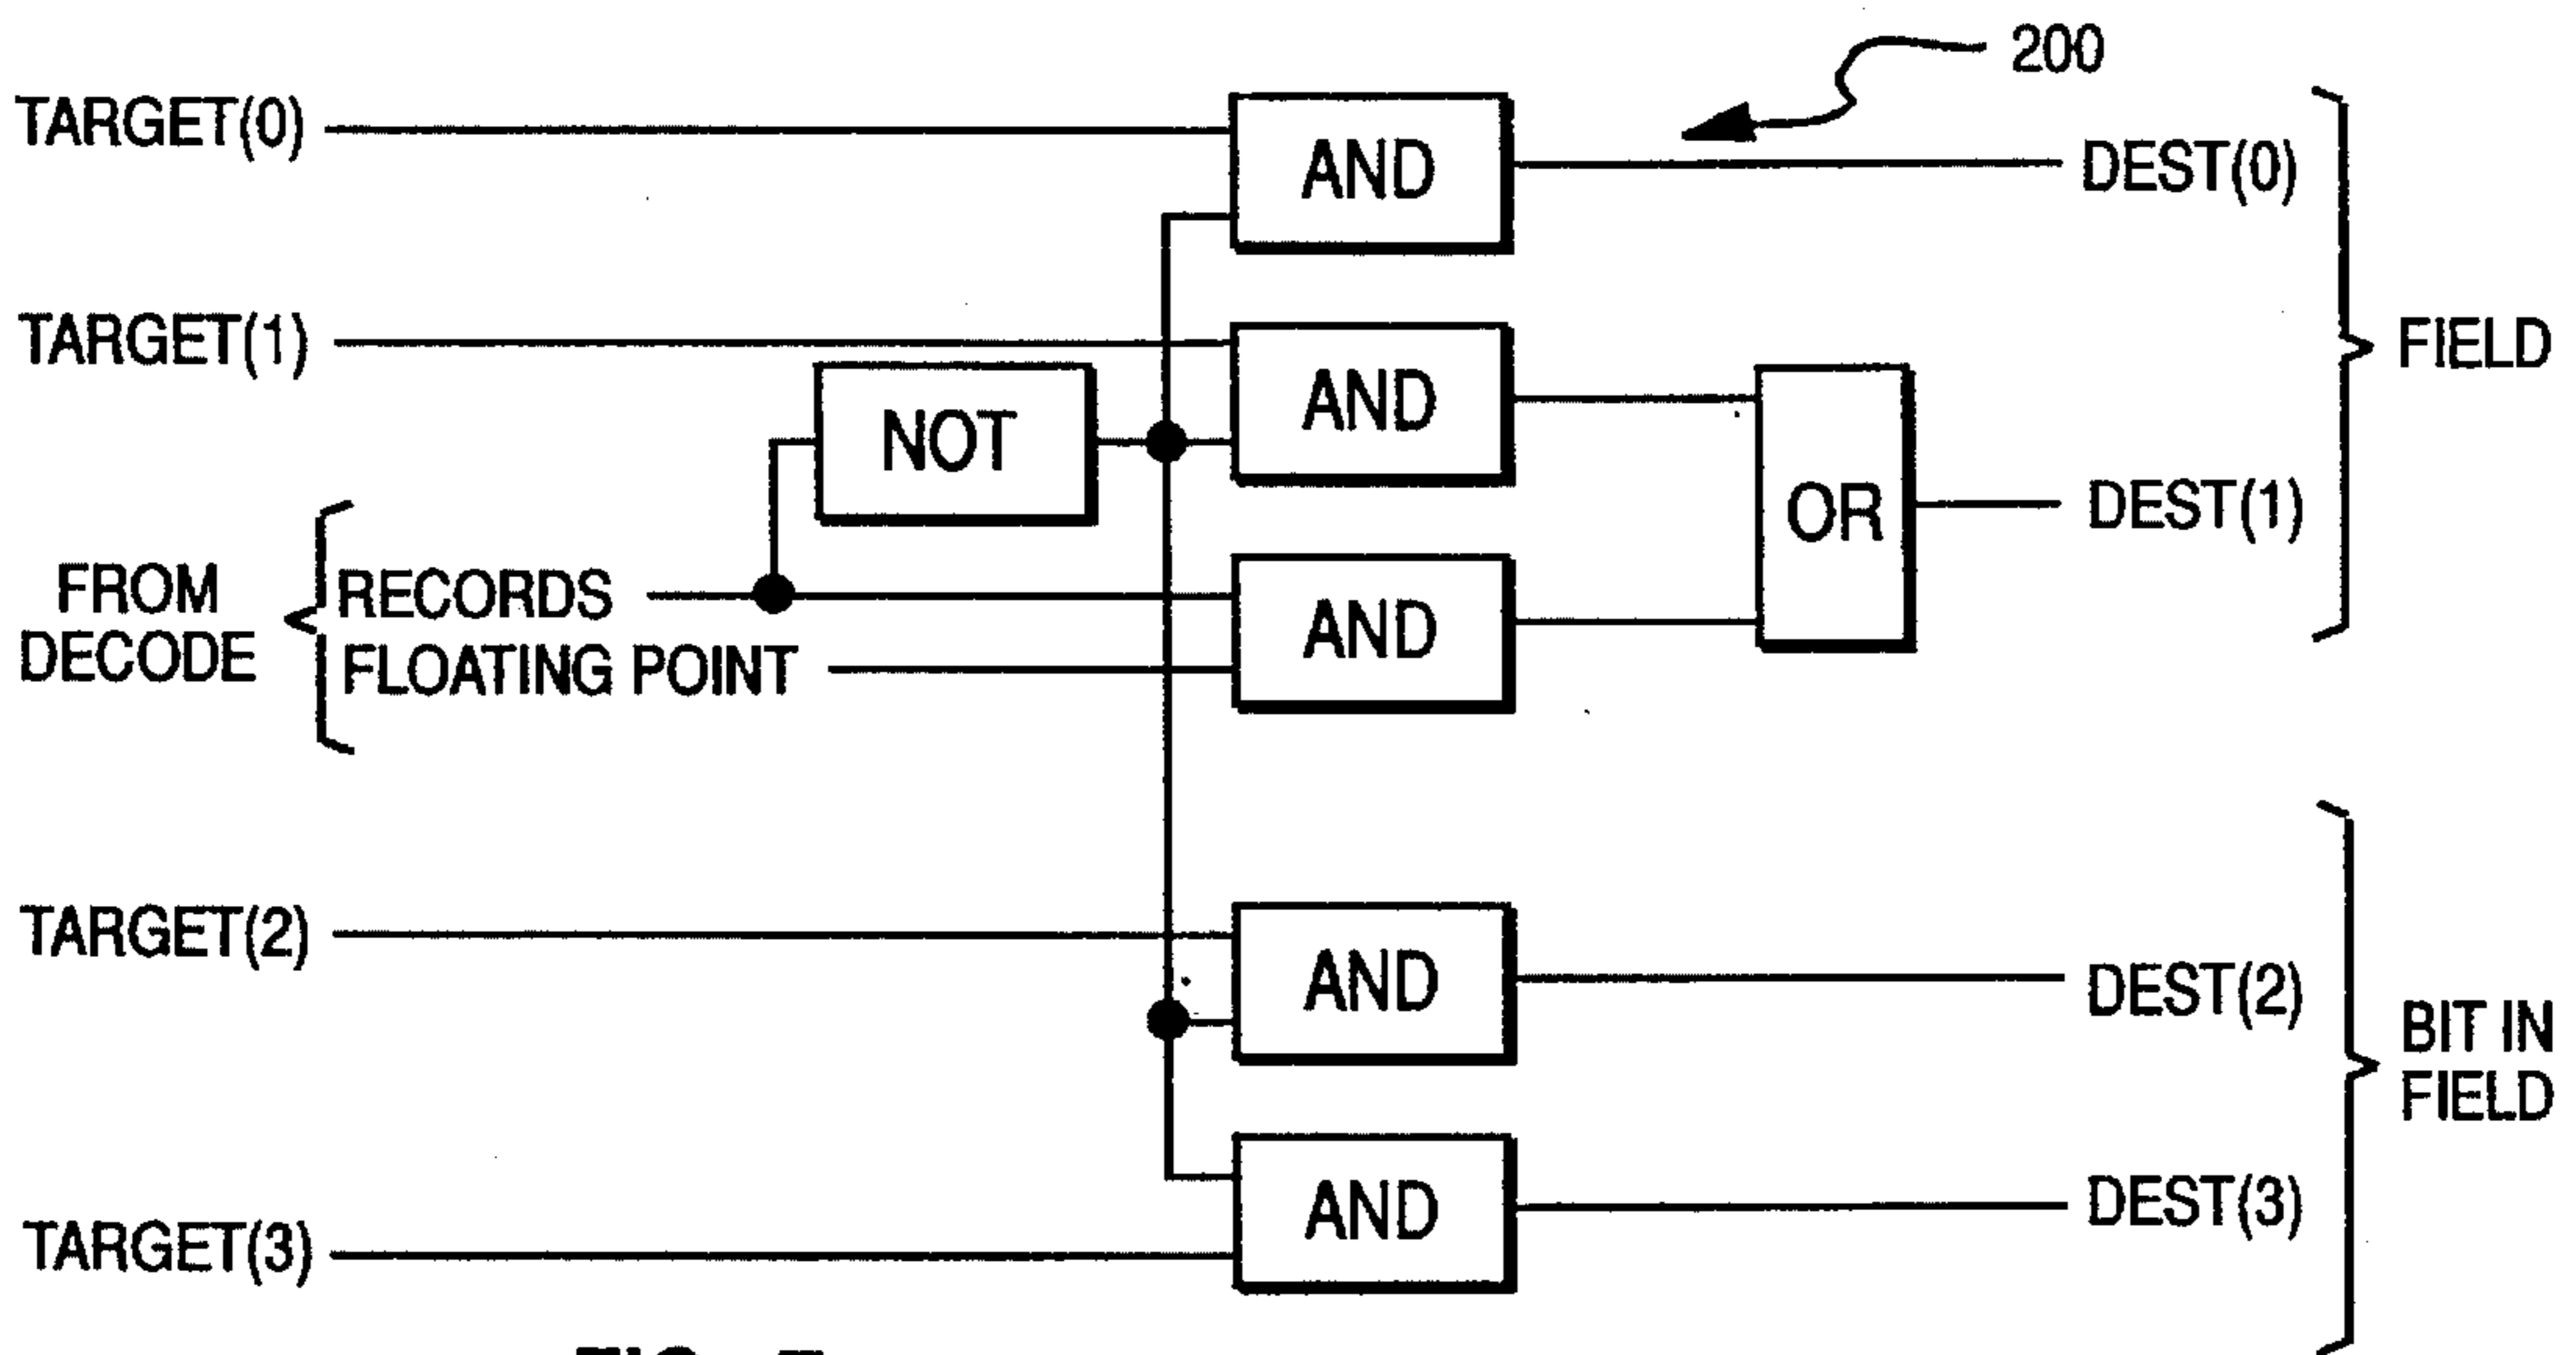 200
TARGET(0)
AND
DEST(0)
TARGET(1)
AND
FIELD
NOT
OR
DEST(1)
FROM
DECODE
RECORDS
FLOATING POINT
AND
TARGET(2)
AND
DEST(2)
BIT IN
FIELD
TARGET(3)
AND
DEST(3)